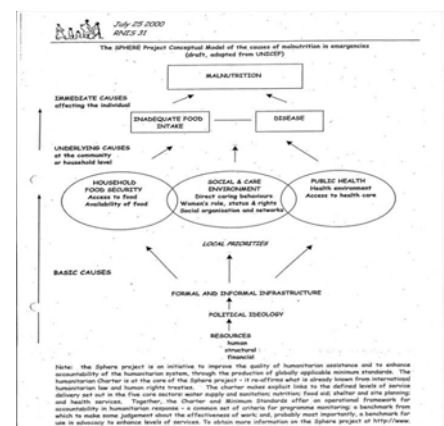 July 25 2000
RNIS 31
The SPHERE Project Conceptual Model of the causes of malnutrition in emergencies
(draft, adapted from UNICEF)
MALNUTRITION
IMMEDIATE CAUSES
affecting the individual
INADEQUATE FOOD
INTAKE
DISEASE
UNDERLYING CAUSES
at the community
or household level
HOUSEHOLD
FOOD SECURITY
Access to food
Availability of food
SOCIAL & CARE
ENVIRONMENT
Direct caring behaviours
Women's role, status & rights
Social organisation and networks
PUBLIC HEALTH
Health environment
Access to health care
LOCAL PRIORITIES
BASIC CAUSES
FORMAL AND INFORMAL INFRASTRUCTURE
POLITICAL IDEOLOGY
RESOURCES
human
structural
financial
Note: the Sphere project is an initiative to improve the quality of humanitarian assistance and to enhance
accountability of the humanitarian system, through the production of globally applicable minimum standards. The
humanitarian Charter is at the core of the Sphere project - it re-affirms what is already known from international
humanitarian law and human rights treaties. The charter makes explicit links to the defined levels of service
delivery set out in the five core sectors: water supply and sanitation; nutrition; food aid; shelter and site planning;
and health services. Together, the Charter and Minimum Standards offer an operational framework for
accountability in humanitarian response - a common set of criteria for programme monitoring; a benchmark from
which to make some judgement about the effectiveness of work; and, probably most importantly, a benchmark for
use in advocacy to enhance levels of services. To obtain more information on the Sphere project at http://www.